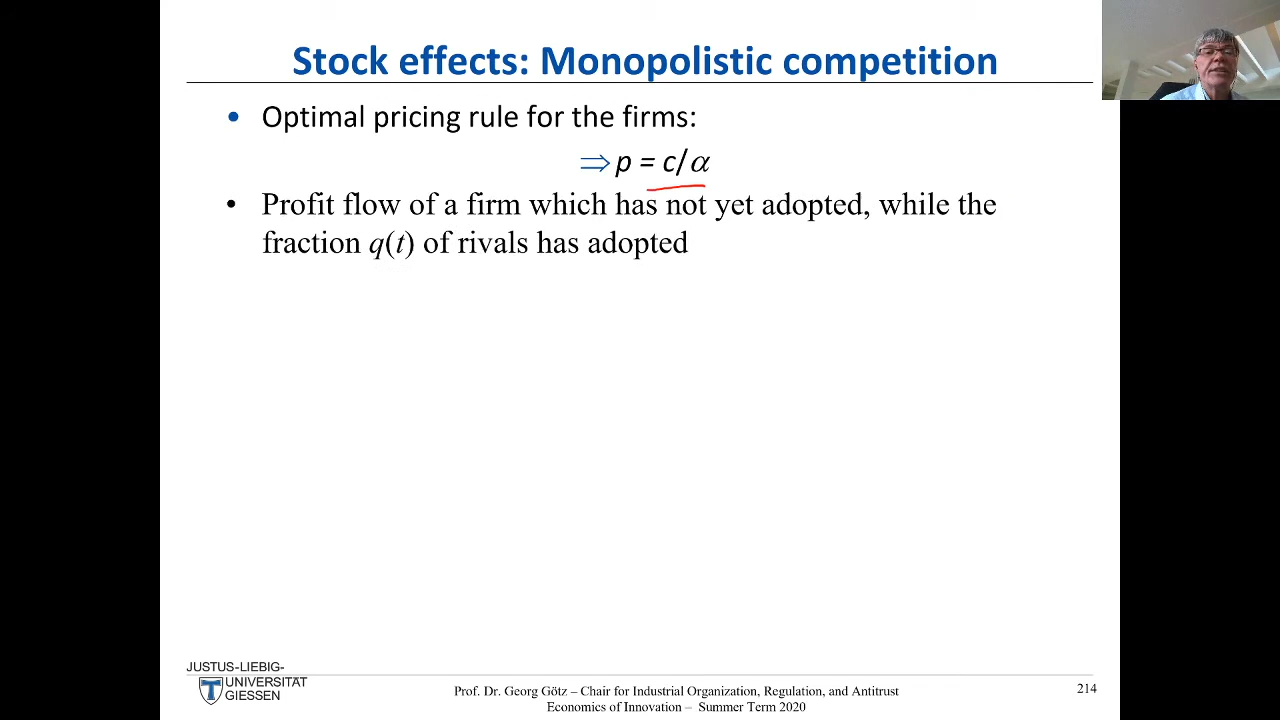 Stock effects: Monopolistic competition
• Optimal pricing rule for the firms:
⇒ p = c/α
• Profit flow of a firm which has not yet adopted, while the
fraction q(t) of rivals has adopted
JUSTUS-LIEBIG-
UNIVERSITÄT
GIESSEN
Prof. Dr. Georg Götz – Chair for Industrial Organization, Regulation, and Antitrust
Economics of Innovation – Summer Term 2020
214